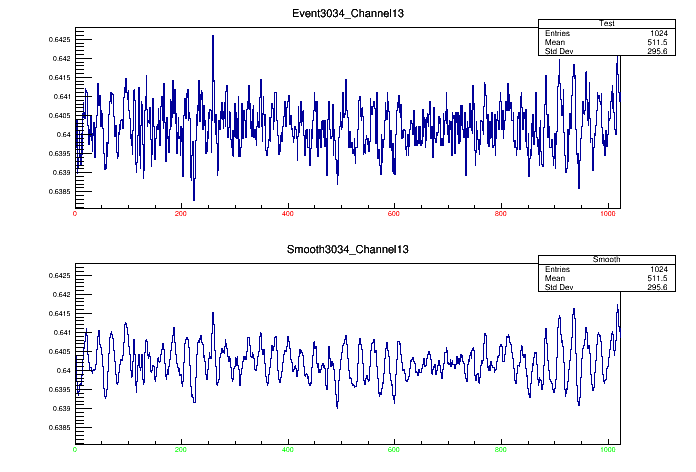 Event3034_Channel13
Test
Entries 1024
Mean 511.5
Std Dev 295.6
0.6425
0.642
0.6415
0.641
0.6405
0.64
0.6395
0.639
0.6385
0 200 400 600 800 1000
Smooth3034_Channel13
Smooth
Entries 1024
Mean 511.5
Std Dev 295.6
0.6425
0.642
0.6415
0.641
0.6405
0.64
0.6395
0.639
0.6385
0 200 400 600 800 1000